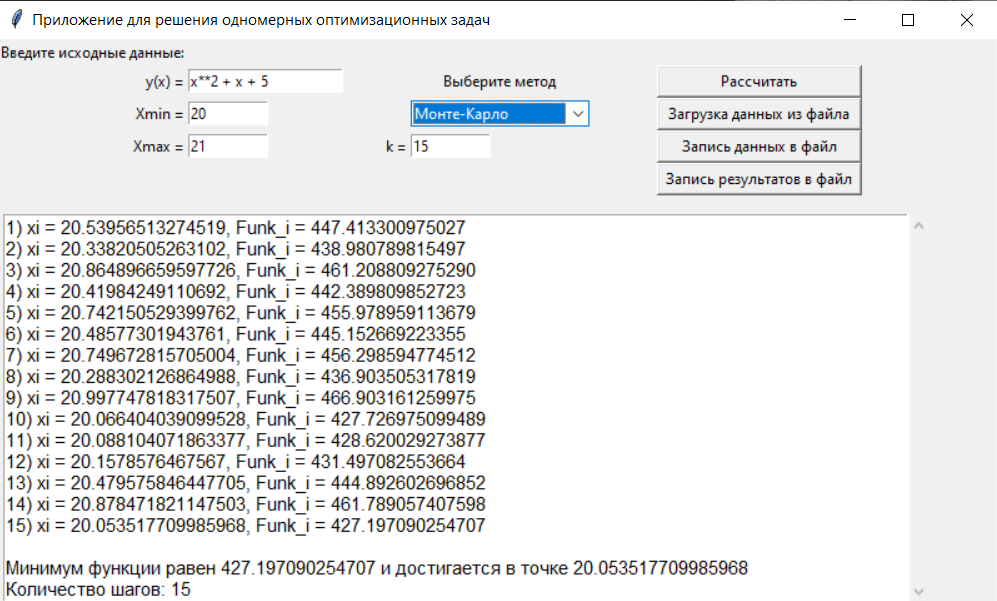 Приложение для решения одномерных оптимизационных задач
Введите исходные данные:
y(x) = x**2 + x + 5
Выберите метод
Рассчитать
Xmin = 20
Монте-Карло
Загрузка данных из файла
Xmax = 21
k = 15
Запись данных в файл
Запись результатов в файл
1) xi = 20.53956513274519, Funk_i = 447.413300975027
2) xi = 20.33820505263102, Funk_i = 438.980789815497
3) xi = 20.864896659597726, Funk_i = 461.208809275290
4) xi = 20.41984249110692, Funk_i = 442.389809852723
5) xi = 20.742150529399762, Funk_i = 455.978959113679
6) xi = 20.48577301943761, Funk_i = 445.152669223355
7) xi = 20.749672815705004, Funk_i = 456.298594774512
8) xi = 20.288302126864988, Funk_i = 436.903505317819
9) xi = 20.997747818317507, Funk_i = 466.903161259975
10) xi = 20.066404039099528, Funk_i = 427.726975099489
11) xi = 20.088104071863377, Funk_i = 428.620029273877
12) xi = 20.1578576467567, Funk_i = 431.497082553664
13) xi = 20.479575846447705, Funk_i = 444.892602696852
14) xi = 20.878471821147503, Funk_i = 461.789057407598
15) xi = 20.053517709985968, Funk_i = 427.197090254707
Минимум функции равен 427.197090254707 и достигается в точке 20.053517709985968
Количество шагов: 15